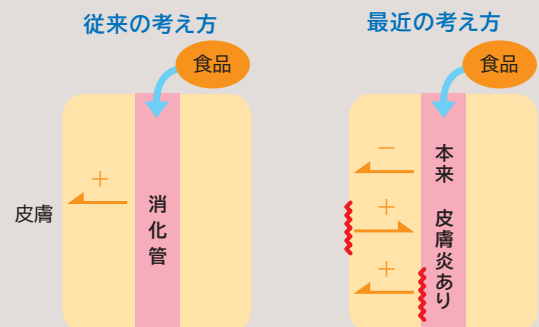 従来の考え方
食品
+
皮膚
消化管
最近の考え方
食品
−
+
+
本来 皮膚炎あり